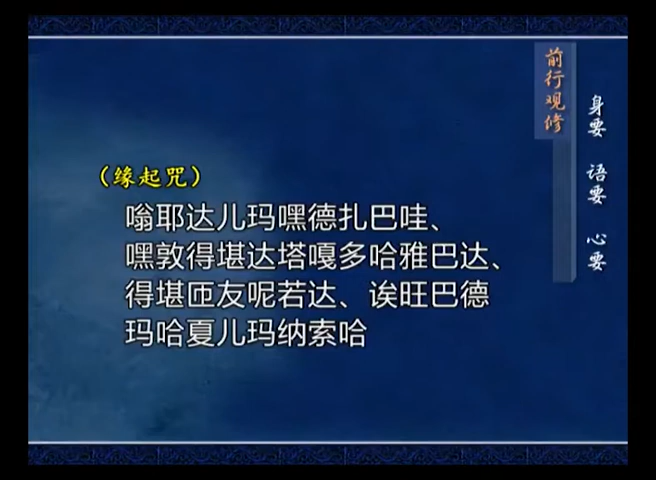 前行观修
身要 语要 心要
（缘起咒）
嗡耶达儿玛嘿德扎巴哇、
嘿敦得堪达塔嘎多哈雅巴达、
得堪匝友呢若达、诶旺巴德
玛哈夏儿玛纳索哈